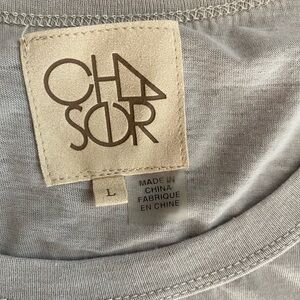 CHA
SER
L
MADE IN
CHINA
FABRIQUE
EN CHINE